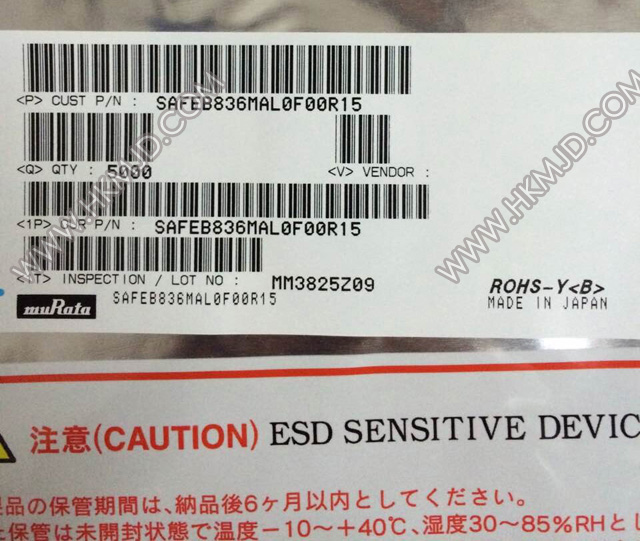 <P> CUST P/N : SAFEB836MAL0F00R15
<Q> QTY : 5000 <V> VENDOR :
<1P> P/N : SAFEB836MAL0F00R15
INSPECTION / LOT NO : MM3825Z09
muRata SAFEB836MAL0F00R15
ROHS-Y<B>
MADE IN JAPAN
WWW.HKMJD.COM
WWW.HKMJD.COM
注意(CAUTION) ESD SENSITIVE DEVIC
製品の保管期間は、納品後6ヶ月以内としてください。
保管は未開封状態で温度-10〜+40℃、湿度30〜85%RHとし